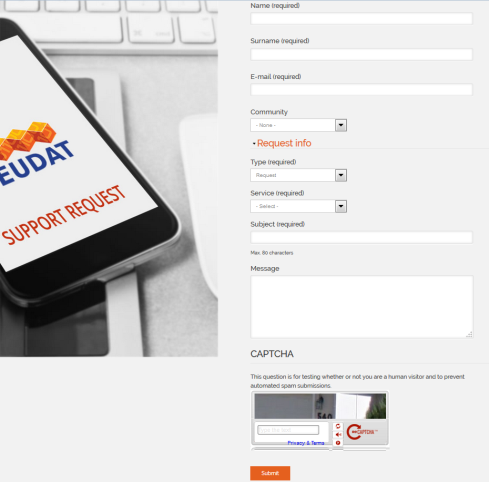 EUDAT
SUPPORT REQUEST
Name (required)
Surname (required)
E-mail (required)
Community
- None -
Request info
Type (required)
Request
Service (required)
- Select -
Subject (required)
Max: 80 characters
Message
CAPTCHA
This question is for testing whether or not you are a human visitor and to prevent
automated spam submissions.
Type the text
Privacy & Terms
reCAPTCHA™
Submit